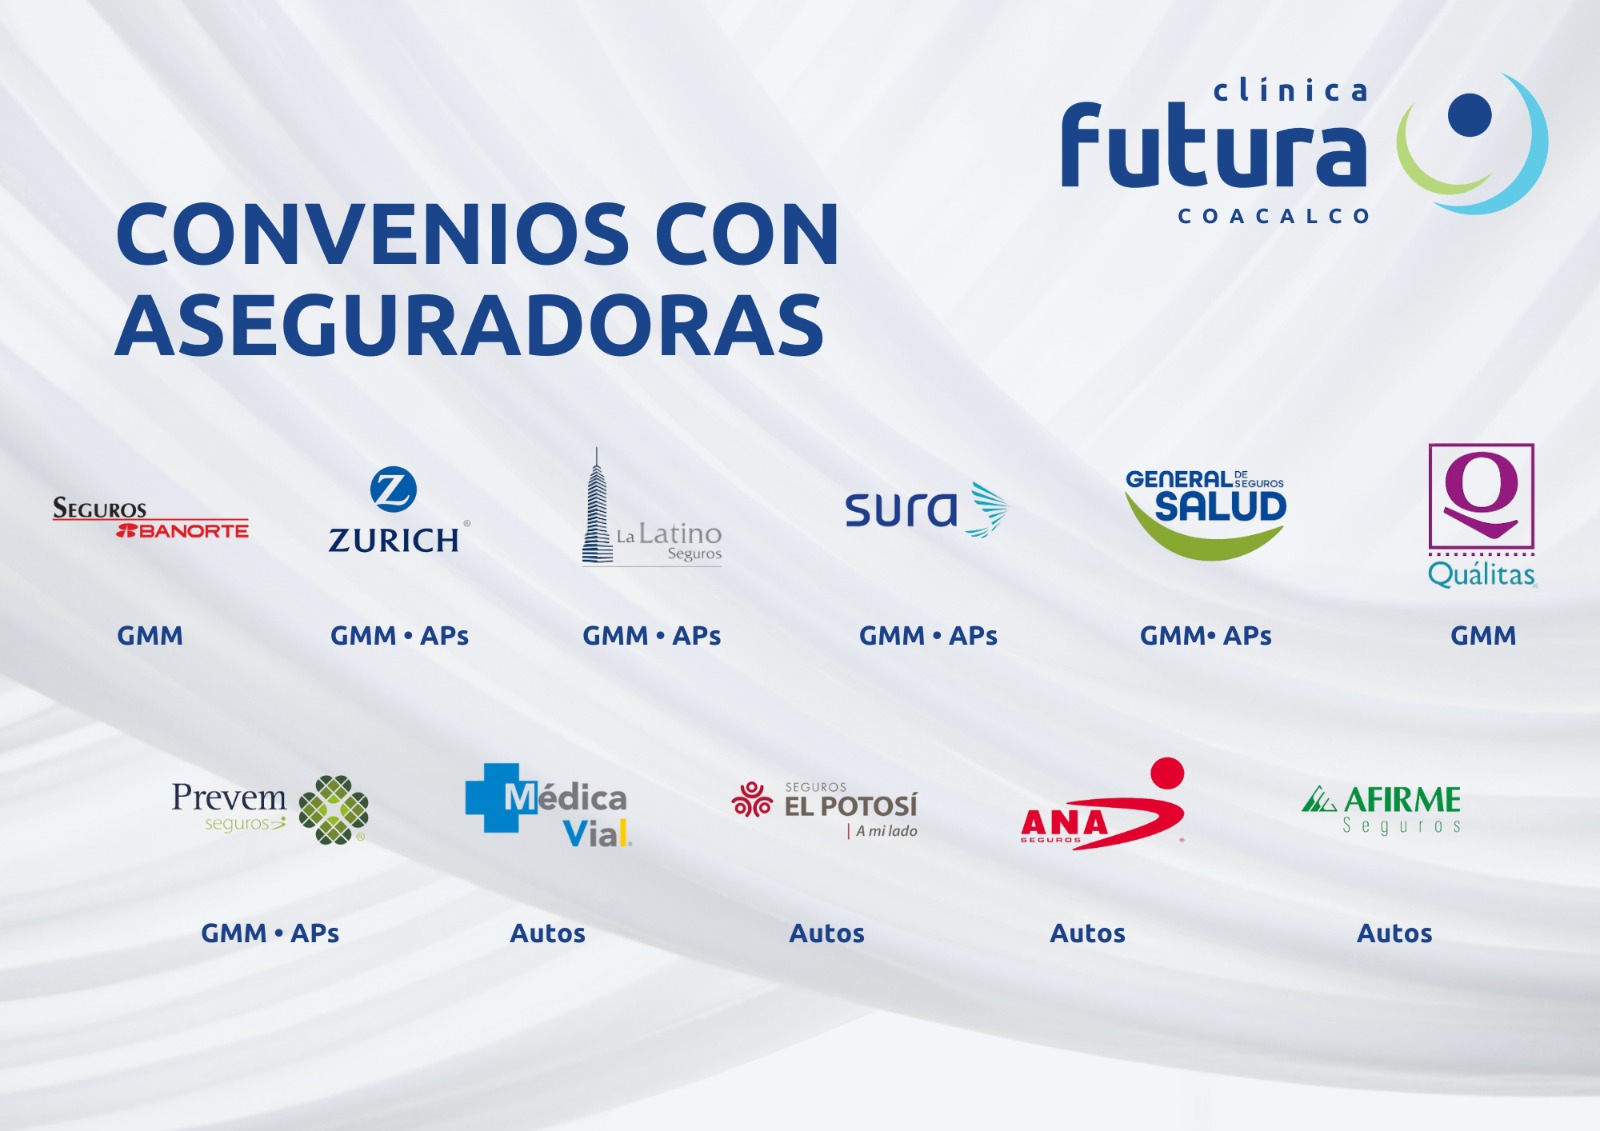 clínica
futura
COACALCO
CONVENIOS CON
ASEGURADORAS
SEGUROS
BANORTE
ZURICH®
La Latino
Seguros
sura
GENERAL DE SEGUROS
SALUD
Q
Quálitas
GMM
GMM • APs
GMM • APs
GMM • APs
GMM• APs
GMM
Prevem
seguros
Médica
Vial
SEGUROS
EL POTOSÍ
| A mi lado
ANA
SEGUROS
AFIRME
Seguros
GMM • APs
Autos
Autos
Autos
Autos